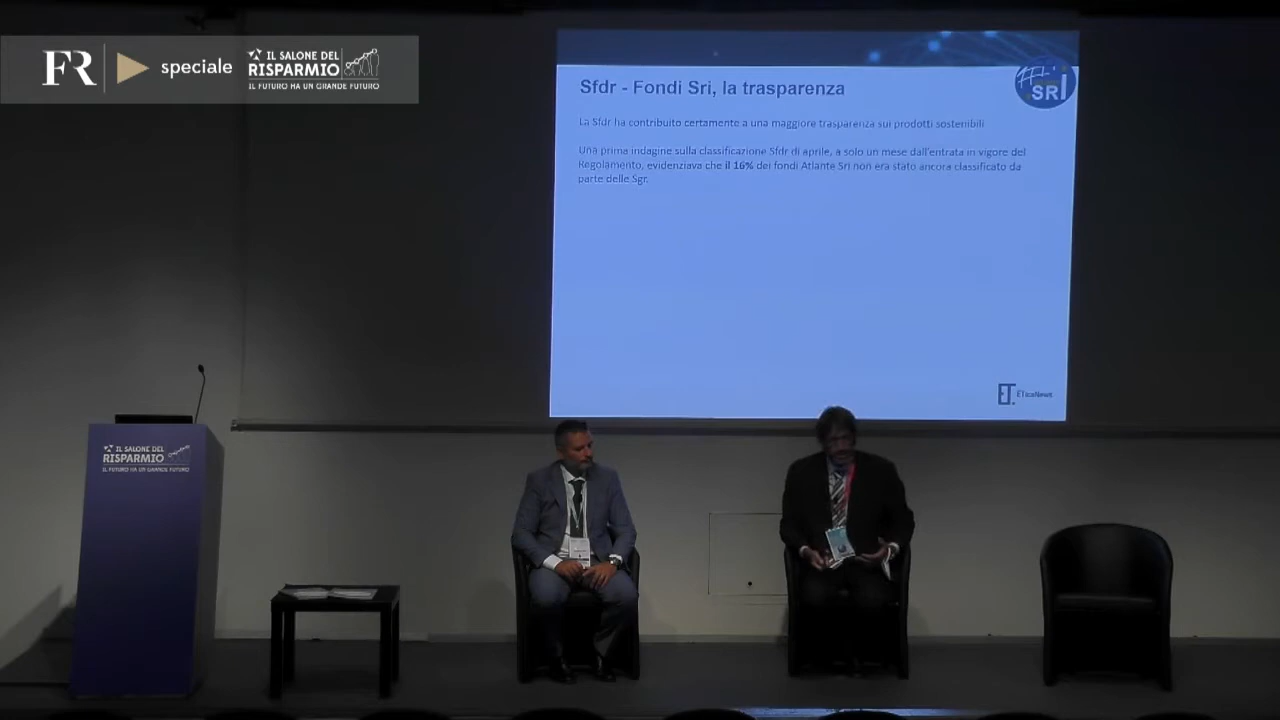 FR
speciale
IL SALONE DEL
RISPARMIO
IL FUTURO HA UN GRANDE FUTURO
Sfdr - Fondi Sri, la trasparenza
SRI
La Sfdr ha contribuito certamente a una maggiore trasparenza sui prodotti sostenibili
Una prima indagine sulla classificazione Sfdr di aprile, a solo un mese dall'entrata in vigore del
Regolamento, evidenziava che il 16% dei fondi Atlante Sri non era stato ancora classificato da
parte delle Sgr.
ET.
ETicaNews
IL SALONE DEL
RISPARMIO
IL FUTURO HA UN GRANDE FUTURO